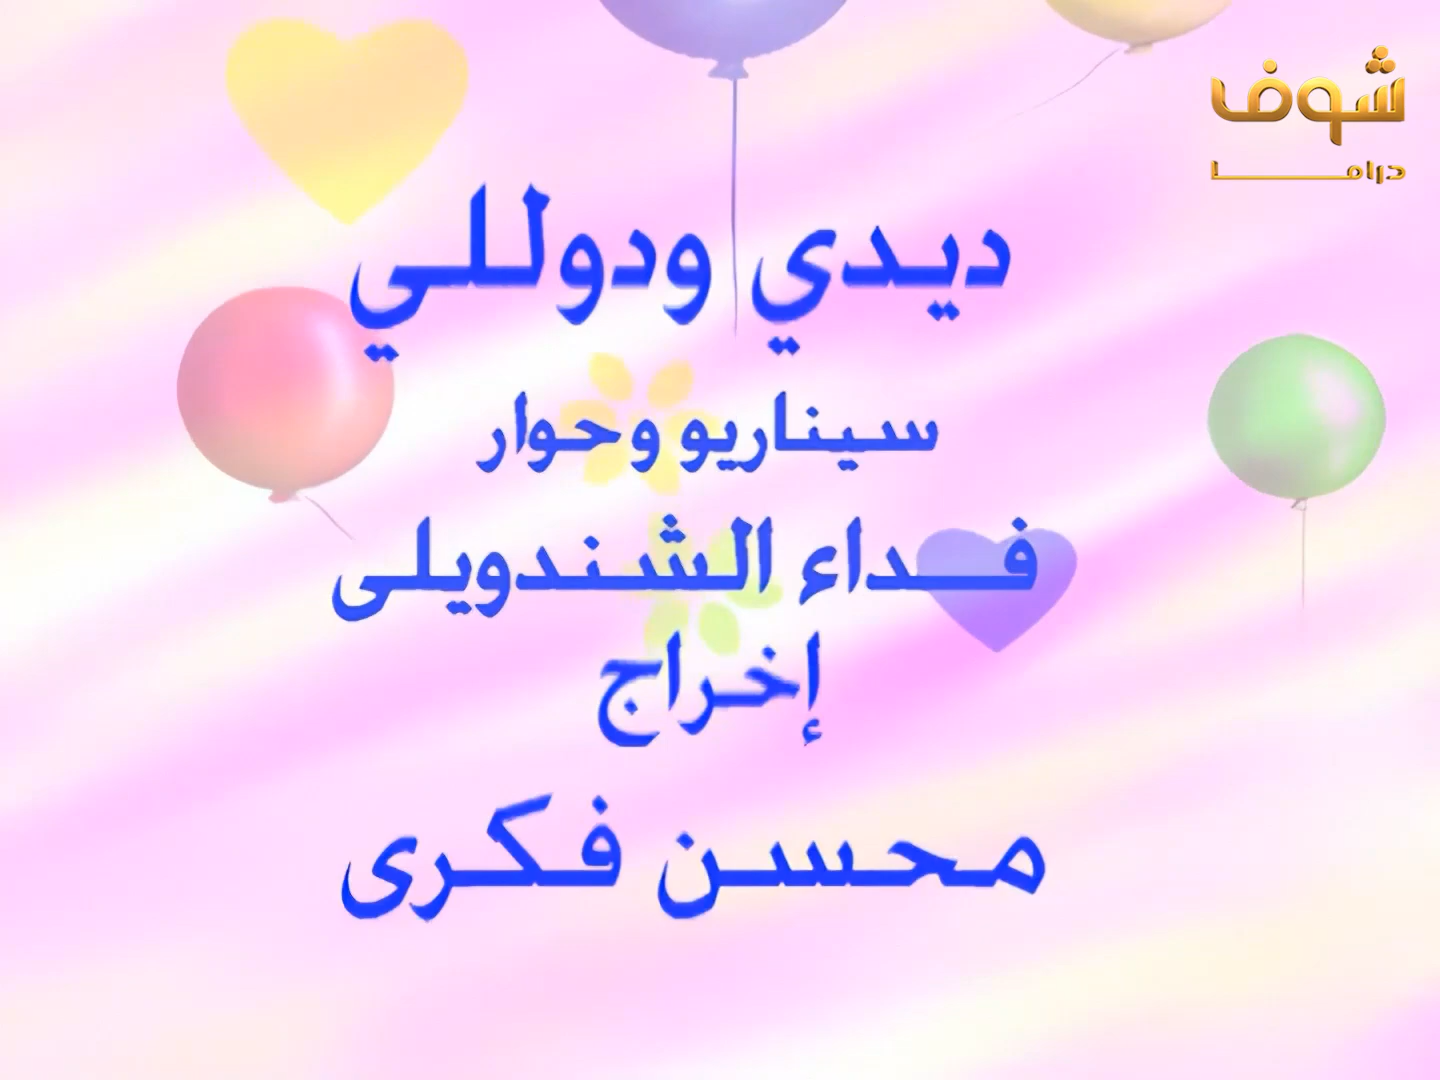 شوف
دراما
ديدي ودوللي
سيناريو وحوار
فداء الشندويلى
إخراج
محسن فكرى